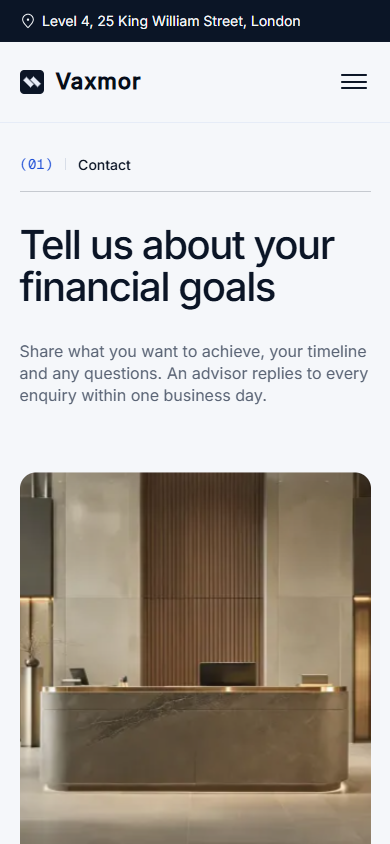 Level 4, 25 King William Street, London
Vaxmor
(01) Contact
Tell us about your
financial goals
Share what you want to achieve, your timeline
and any questions. An advisor replies to every
enquiry within one business day.